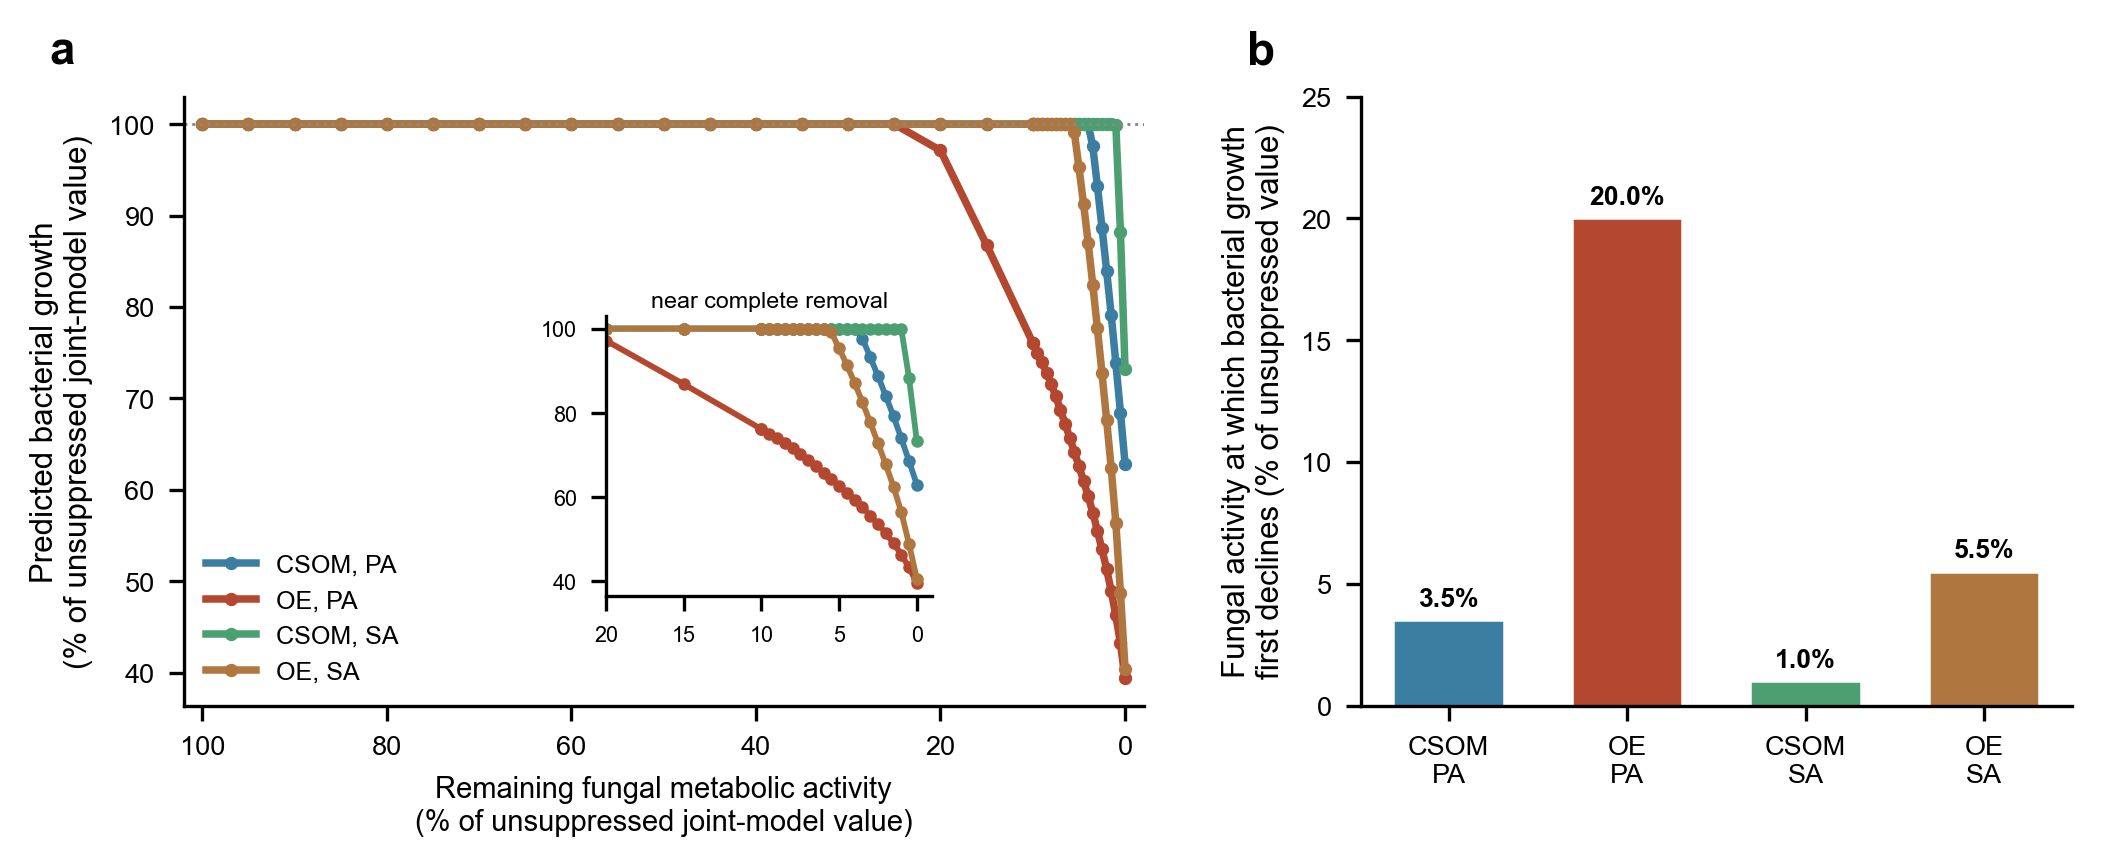 a
Predicted bacterial growth
(% of unsuppressed joint-model value)
100
90
80
70
60
50
40
near complete removal
100
80
60
40
20 15 10 5 0
CSOM, PA
OE, PA
CSOM, SA
OE, SA
100 80 60 40 20 0
Remaining fungal metabolic activity
(% of unsuppressed joint-model value)
b
Fungal activity at which bacterial growth
first declines (% of unsuppressed value)
25
20
15
10
5
0
3.5%
20.0%
1.0%
5.5%
CSOM
PA
OE
PA
CSOM
SA
OE
SA